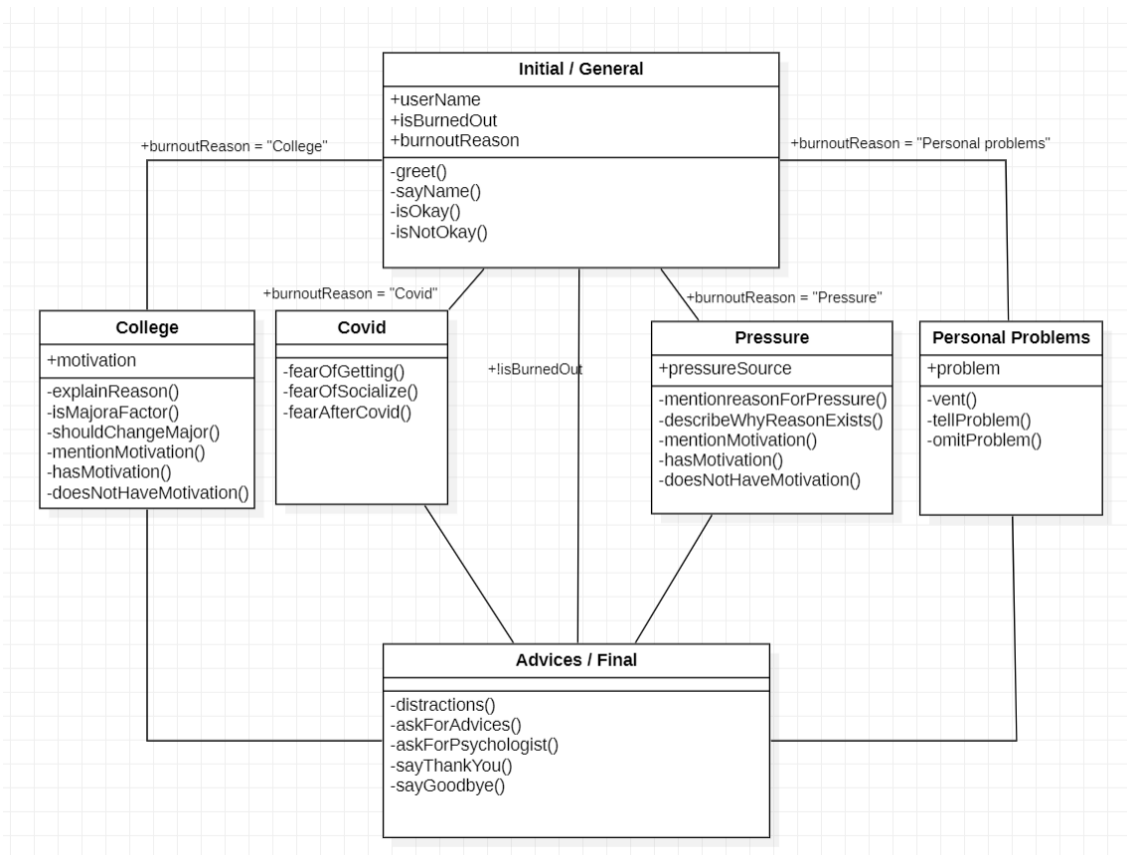 Initial / General
+userName
+isBurnedOut
+burnoutReason
-greet()
-sayName()
-isOkay()
-isNotOkay()
+burnoutReason = "College"
+burnoutReason = "Personal problems"
+burnoutReason = "Covid"
+burnoutReason = "Pressure"
+!isBurnedOut
College
+motivation
-explainReason()
-isMajoraFactor()
-shouldChangeMajor()
-mentionMotivation()
-hasMotivation()
-doesNotHaveMotivation()
Covid
-fearOfGetting()
-fearOfSocialize()
-fearAfterCovid()
Pressure
+pressureSource
-mentionreasonForPressure()
-describeWhyReasonExists()
-mentionMotivation()
-hasMotivation()
-doesNotHaveMotivation()
Personal Problems
+problem
-vent()
-tellProblem()
-omitProblem()
Advices / Final
-distractions()
-askForAdvices()
-askForPsychologist()
-sayThankYou()
-sayGoodbye()